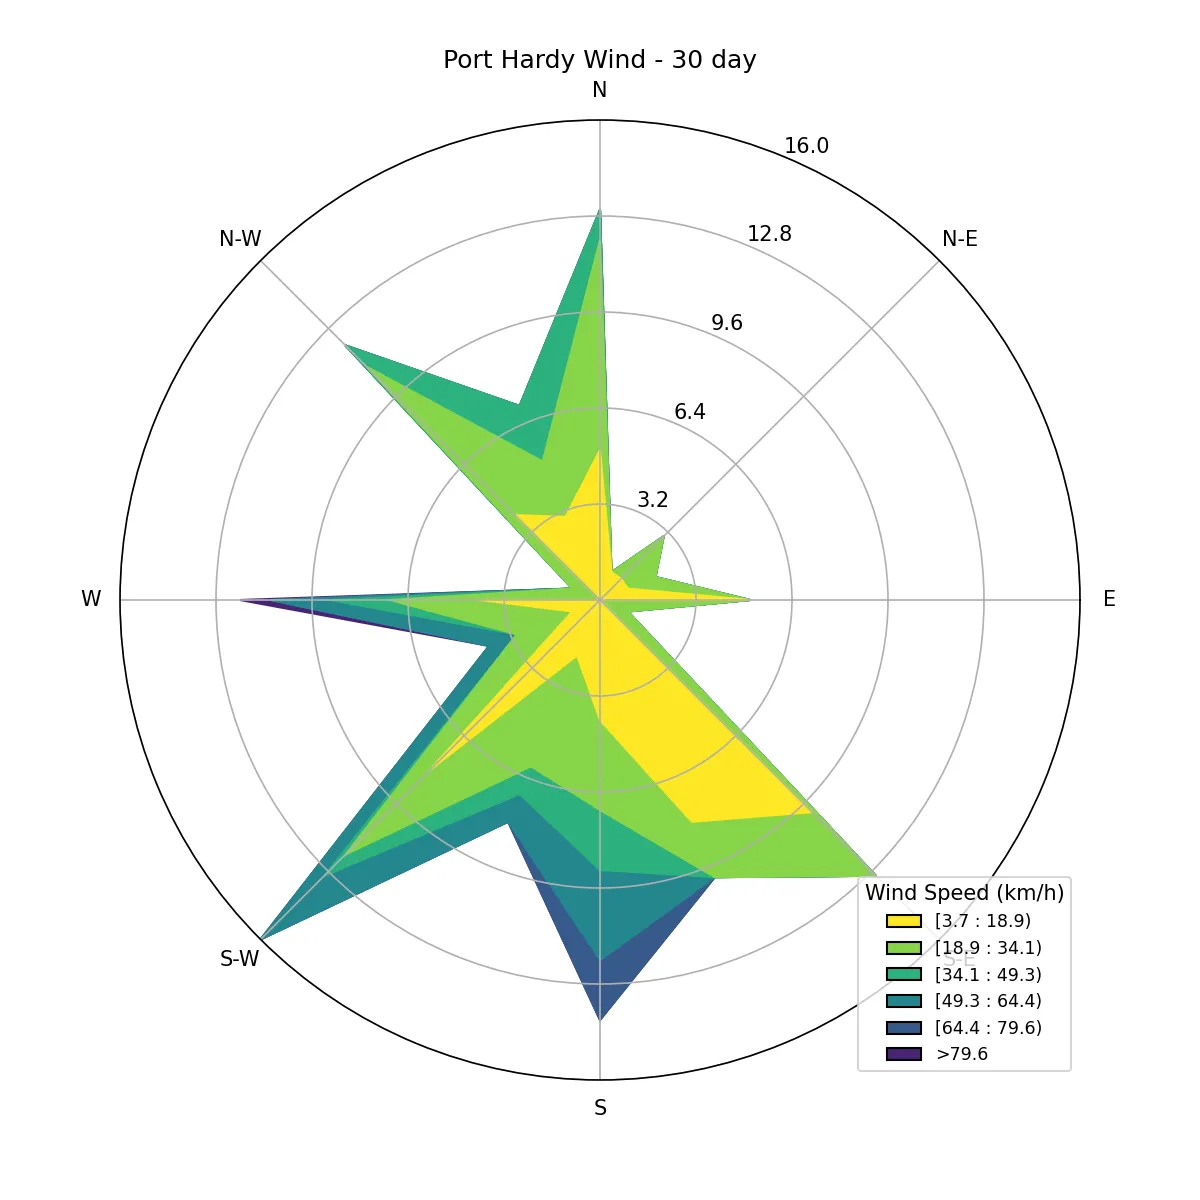 Port Hardy Wind - 30 day
N
16.0
N-W
12.8
N-E
9.6
6.4
3.2
W
E
Wind Speed (km/h)
[3.7 : 18.9)
[18.9 : 34.1)
S-W
S-E
[34.1 : 49.3)
[49.3 : 64.4)
[64.4 : 79.6)
>79.6
S